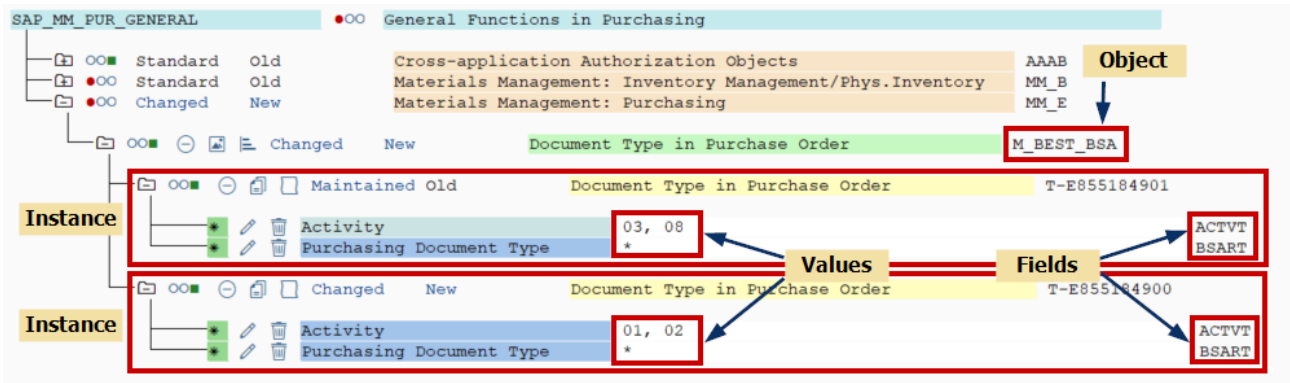 SAP_MM_PUR_GENERAL General Functions in Purchasing
Standard Old Cross-application Authorization Objects AAAB
Object
Standard Old Materials Management: Inventory Management/Phys.Inventory MM_B
Changed New Materials Management: Purchasing MM_E
Changed New Document Type in Purchase Order M_BEST_BSA
Maintained Old Document Type in Purchase Order T-E855184901
Instance
Activity 03, 08 ACTVT
Purchasing Document Type * BSART
Values Fields
Changed New Document Type in Purchase Order T-E855184900
Instance
Activity 01, 02 ACTVT
Purchasing Document Type * BSART